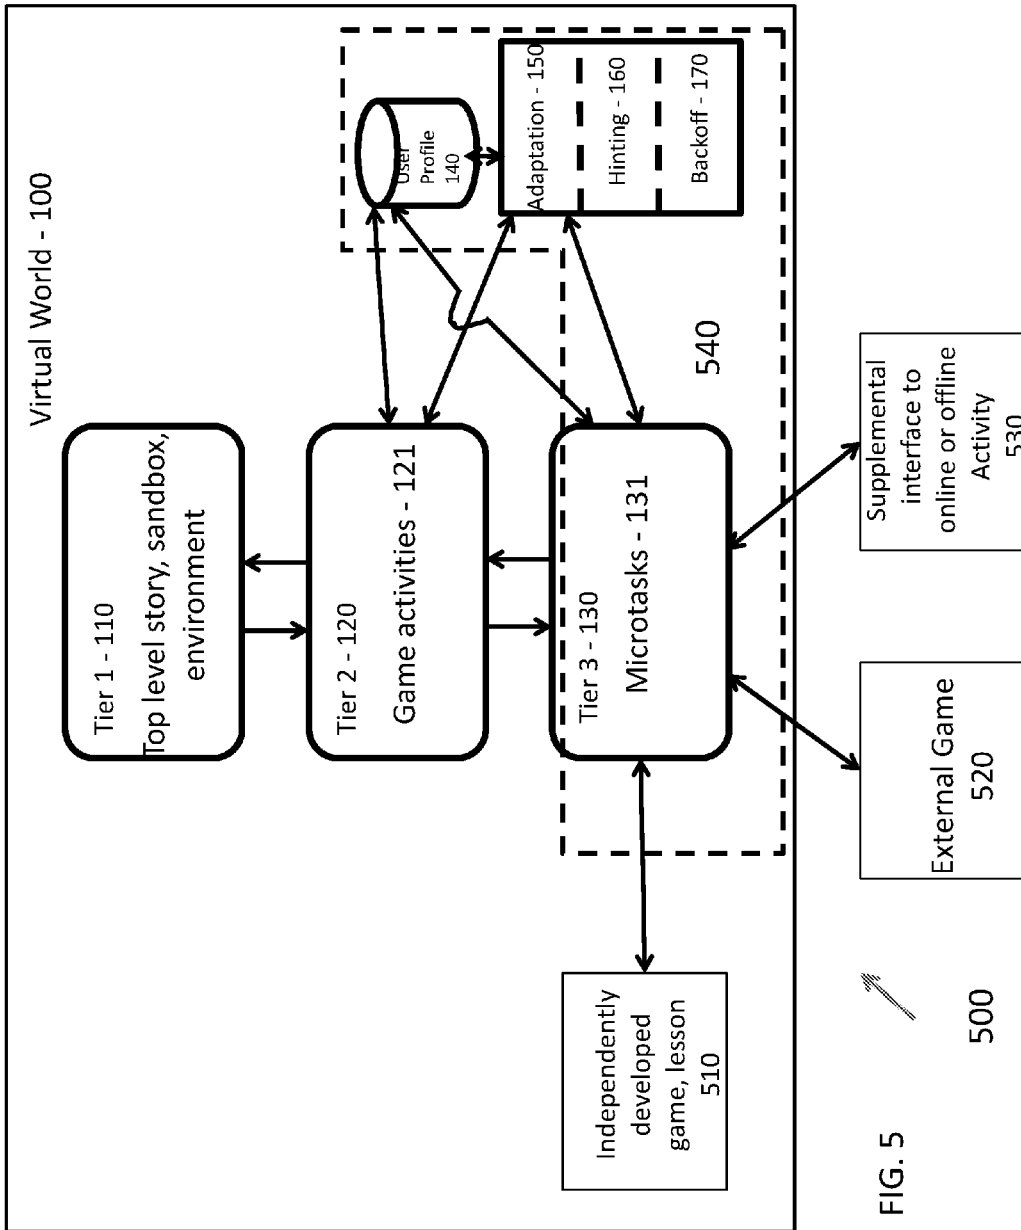 Virtual World - 100
Tier 1 - 110
Top level story, sandbox,
environment
Tier 2 - 120
Game activities - 121
Tier 3 - 130
Microtasks - 131
User
Profile
140
Adaptation - 150
Hinting - 160
Backoff - 170
540
Independently
developed
game, lesson
510
External Game
520
Supplemental
interface to
online or offline
Activity
530
FIG. 5
500